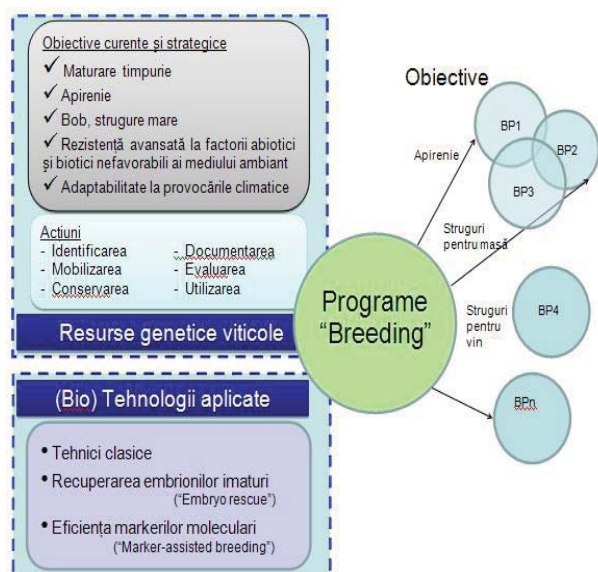 Obiective curente și strategice
✓ Maturare timpurie
✓ Apirenie
✓ Bob, strugure mare
✓ Rezistență avansată la factorii abiotici
și biotici nefavorabili ai mediului ambiant
✓ Adaptabilitate la provocările climatice
Acțiuni
- Identificarea - Documentarea
- Mobilizarea - Evaluarea
- Conservarea - Utilizarea
Resurse genetice viticole
(Bio) Tehnologii aplicate
• Tehnici clasice
• Recuperarea embrionilor imaturi
("Embryo rescue")
• Eficiența markerilor moleculari
("Marker-assisted breeding")
Programe
"Breeding"
Obiective
BP1
BP2
BP3
Apirenie
Struguri
pentru masă
Struguri
pentru
vin
BP4
BPn